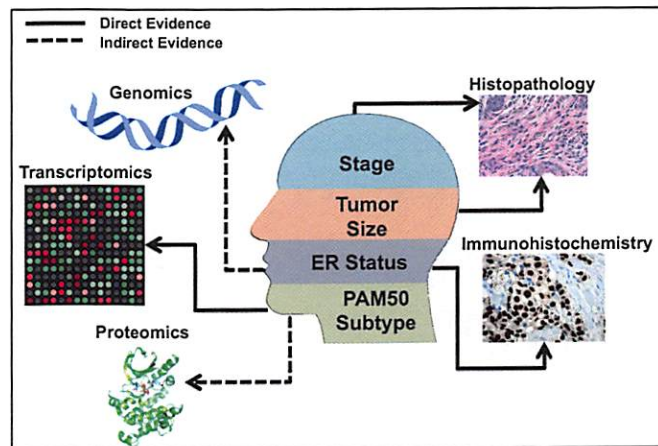 Direct Evidence
Indirect Evidence
Genomics
Histopathology
Stage
Transcriptomics
Tumor
Size
Immunohistochemistry
ER Status
PAM50
Subtype
Proteomics